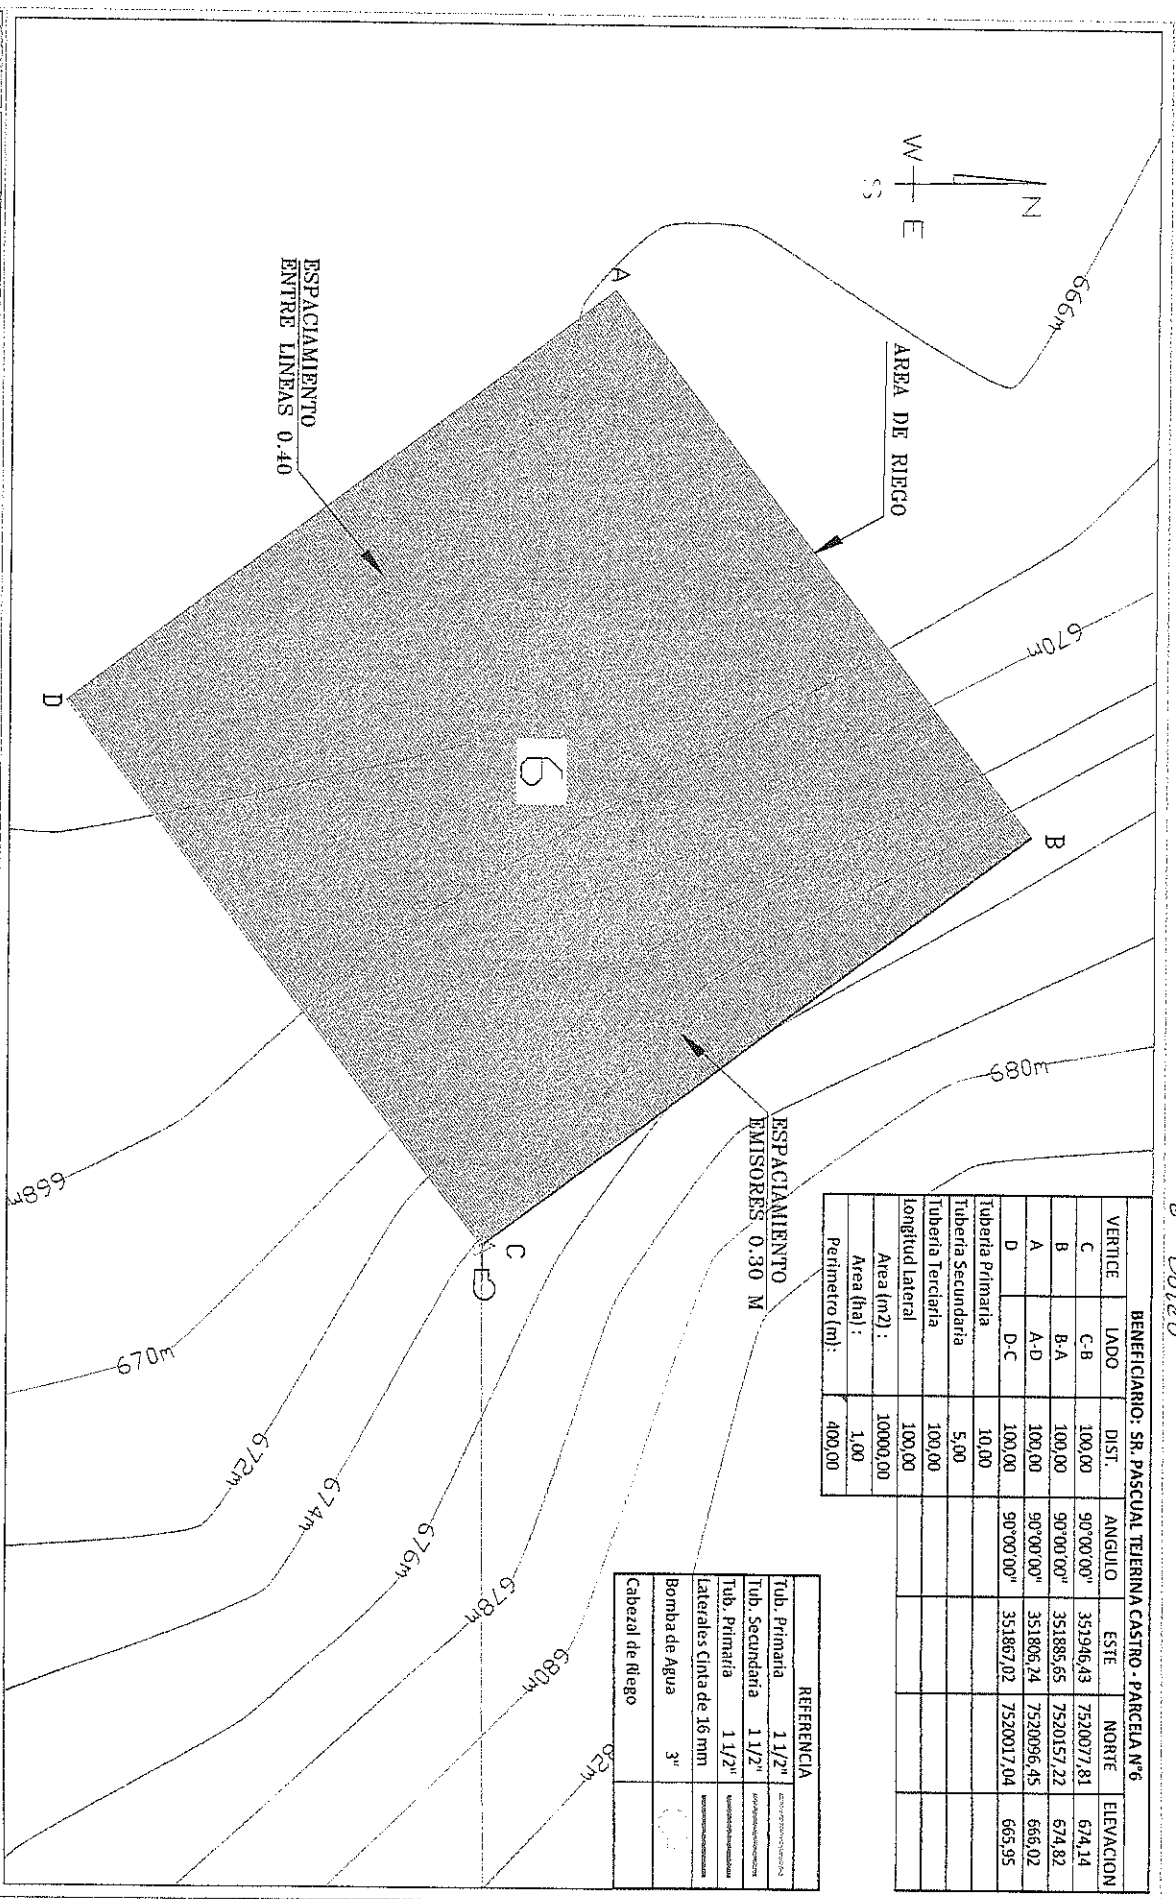 N
W E
S
666m
AREA DE RIEGO
A
ESPACIAMIENTO
ENTRE LINEAS 0.40
670m
B
6
D
680m
ESPACIAMIENTO
EMISORES 0.30 M
C
668m
670m
672m
674m
676m
678m
680m
BENEFICIARIO: SR. PASCUAL TEJERINA CASTRO - PARCELA N°6
VERTICE LADO DIST. ANGULO ESTE NORTE ELEVACION
C C-B 100,00 90°00'00" 351946,43 7520077,81 674,14
B B-A 100,00 90°00'00" 351885,65 7520157,22 674,82
A A-D 100,00 90°00'00" 351806,24 7520096,45 666,02
D D-C 100,00 90°00'00" 351867,02 7520017,04 665,95
Tuberia Primaria 10,00
Tuberia Secundaria 5,00
Tuberia Terciaria 100,00
Longitud Lateral 100,00
Area (m2) : 10000,00
Area (ha) : 1,00
Perimetro (m): 400,00
REFERENCIA
Tub. Primaria 1 1/2"
Tub. Secundaria 1 1/2"
Tub. Primaria 1 1/2"
Laterales Cinta de 16 mm
Bomba de Agua 3"
Cabezal de Riego